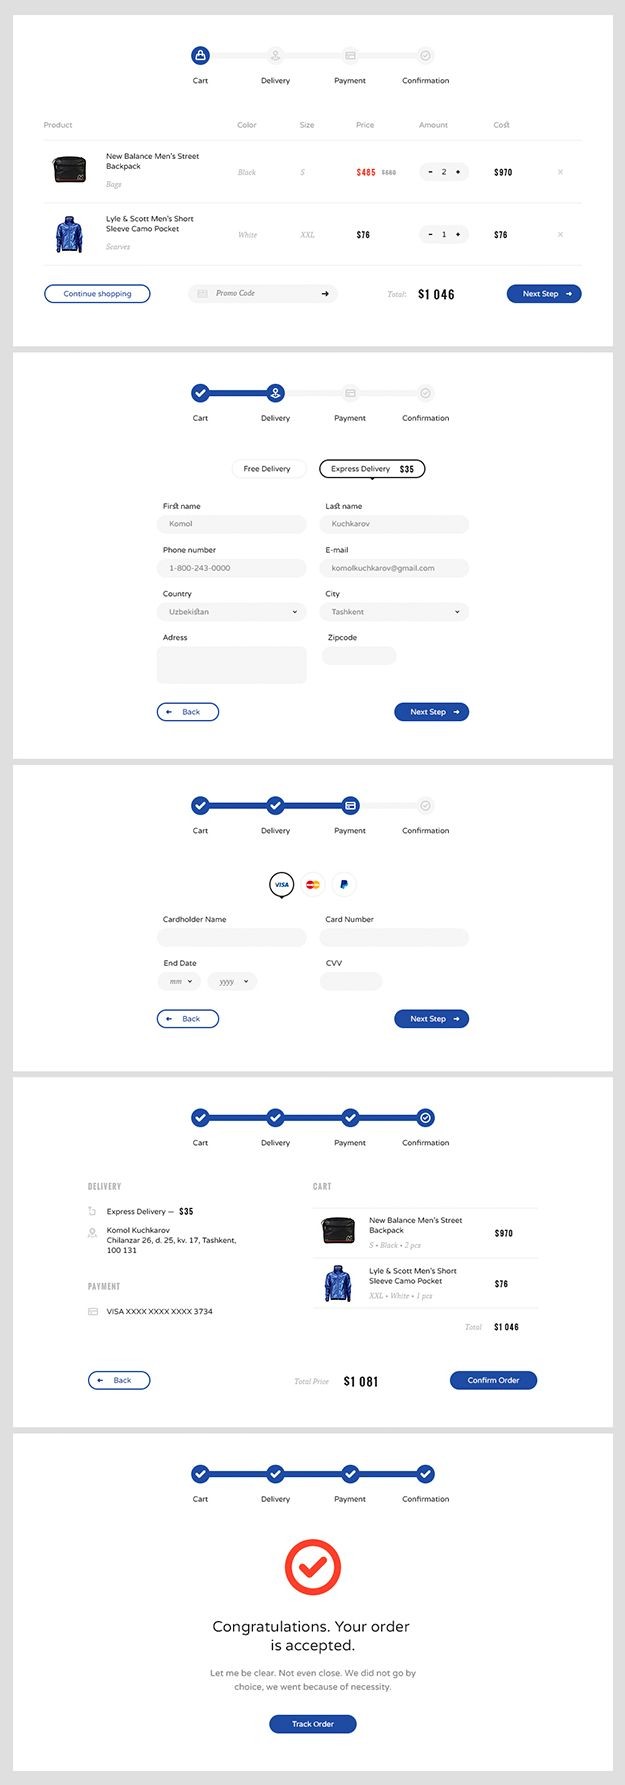 Cart Delivery Payment Confirmation
Product Color Size Price Amount Cost
New Balance Men's Street
Backpack
Bags
Black S $485 $560 - 2 + $970 ×
Lyle & Scott Men's Short
Sleeve Camo Pocket
Scarves
White XXL $76 - 1 + $76 ×
Continue shopping Promo Code Total: $1 046 Next Step
Cart Delivery Payment Confirmation
Free Delivery Express Delivery $35
First name Last name
Komol Kuchkarov
Phone number E-mail
1-800-243-0000 komolkuchkarov@gmail.com
Country City
Uzbekistan Tashkent
Adress Zipcode
Back Next Step
Cart Delivery Payment Confirmation
VISA
Cardholder Name Card Number
End Date CVV
mm yyyy
Back Next Step
Cart Delivery Payment Confirmation
DELIVERY
Express Delivery — $35
Komol Kuchkarov
Chilanzar 26, d. 25, kv. 17, Tashkent,
100 131
PAYMENT
VISA XXXX XXXX XXXX 3734
CART
New Balance Men's Street
Backpack
$970
S • Black • 2 pcs
Lyle & Scott Men's Short
Sleeve Camo Pocket
$76
XXL • White • 1 pcs
Total $1 046
Back Total Price $1 081 Confirm Order
Cart Delivery Payment Confirmation
Congratulations. Your order
is accepted.
Let me be clear. Not even close. We did not go by
choice, we went because of necessity.
Track Order